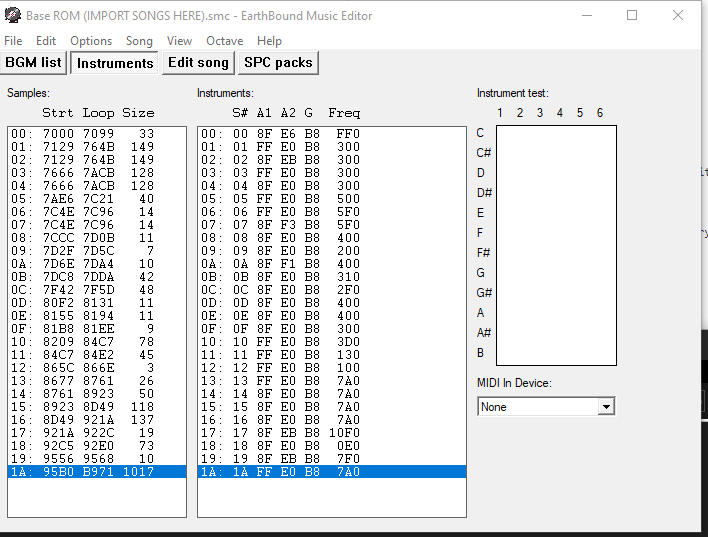 Base ROM (IMPORT SONGS HERE).smc - EarthBound Music Editor
File Edit Options Song View Octave Help
BGM list Instruments Edit song SPC packs
Samples:
Strt Loop Size
00: 7000 7099 33
01: 7129 764B 149
02: 7129 764B 149
03: 7666 7ACB 128
04: 7666 7ACB 128
05: 7AE6 7C21 40
06: 7C4E 7C96 14
07: 7C4E 7C96 14
08: 7CCC 7D0B 11
09: 7D2F 7D5C 7
0A: 7D6E 7DA4 10
0B: 7DC8 7DDA 42
0C: 7F42 7F5D 48
0D: 80F2 8131 11
0E: 8155 8194 11
0F: 81B8 81EE 9
10: 8209 84C7 78
11: 84C7 84E2 45
12: 865C 866E 3
13: 8677 8761 26
14: 8761 8923 50
15: 8923 8D49 118
16: 8D49 921A 137
17: 921A 922C 19
18: 92C5 92E0 73
19: 9556 9568 10
1A: 95B0 B971 1017
Instruments:
S# A1 A2 G Freq
00: 00 8F E6 B8 FF0
01: 01 FF E0 B8 300
02: 02 8F EB B8 300
03: 03 FF E0 B8 300
04: 04 8F E0 B8 300
05: 05 FF E0 B8 500
06: 06 FF E0 B8 5F0
07: 07 8F F3 B8 5F0
08: 08 8F E0 B8 400
09: 09 8F E0 B8 200
0A: 0A 8F F1 B8 400
0B: 0B 8F E0 B8 310
0C: 0C 8F E0 B8 2F0
0D: 0D 8F E0 B8 400
0E: 0E 8F E0 B8 400
0F: 0F 8F E0 B8 300
10: 10 FF E0 B8 3D0
11: 11 FF E0 B8 130
12: 12 FF E0 B8 100
13: 13 FF E0 B8 7A0
14: 14 8F E0 B8 7A0
15: 15 8F E0 B8 7A0
16: 16 8F E0 B8 7A0
17: 17 8F EB B8 10F0
18: 18 8F E0 B8 0E0
19: 19 8F EB B8 7F0
1A: 1A FF E0 B8 7A0
Instrument test:
1 2 3 4 5 6
C
C#
D
D#
E
F
F#
G
G#
A
A#
B
MIDI In Device:
None